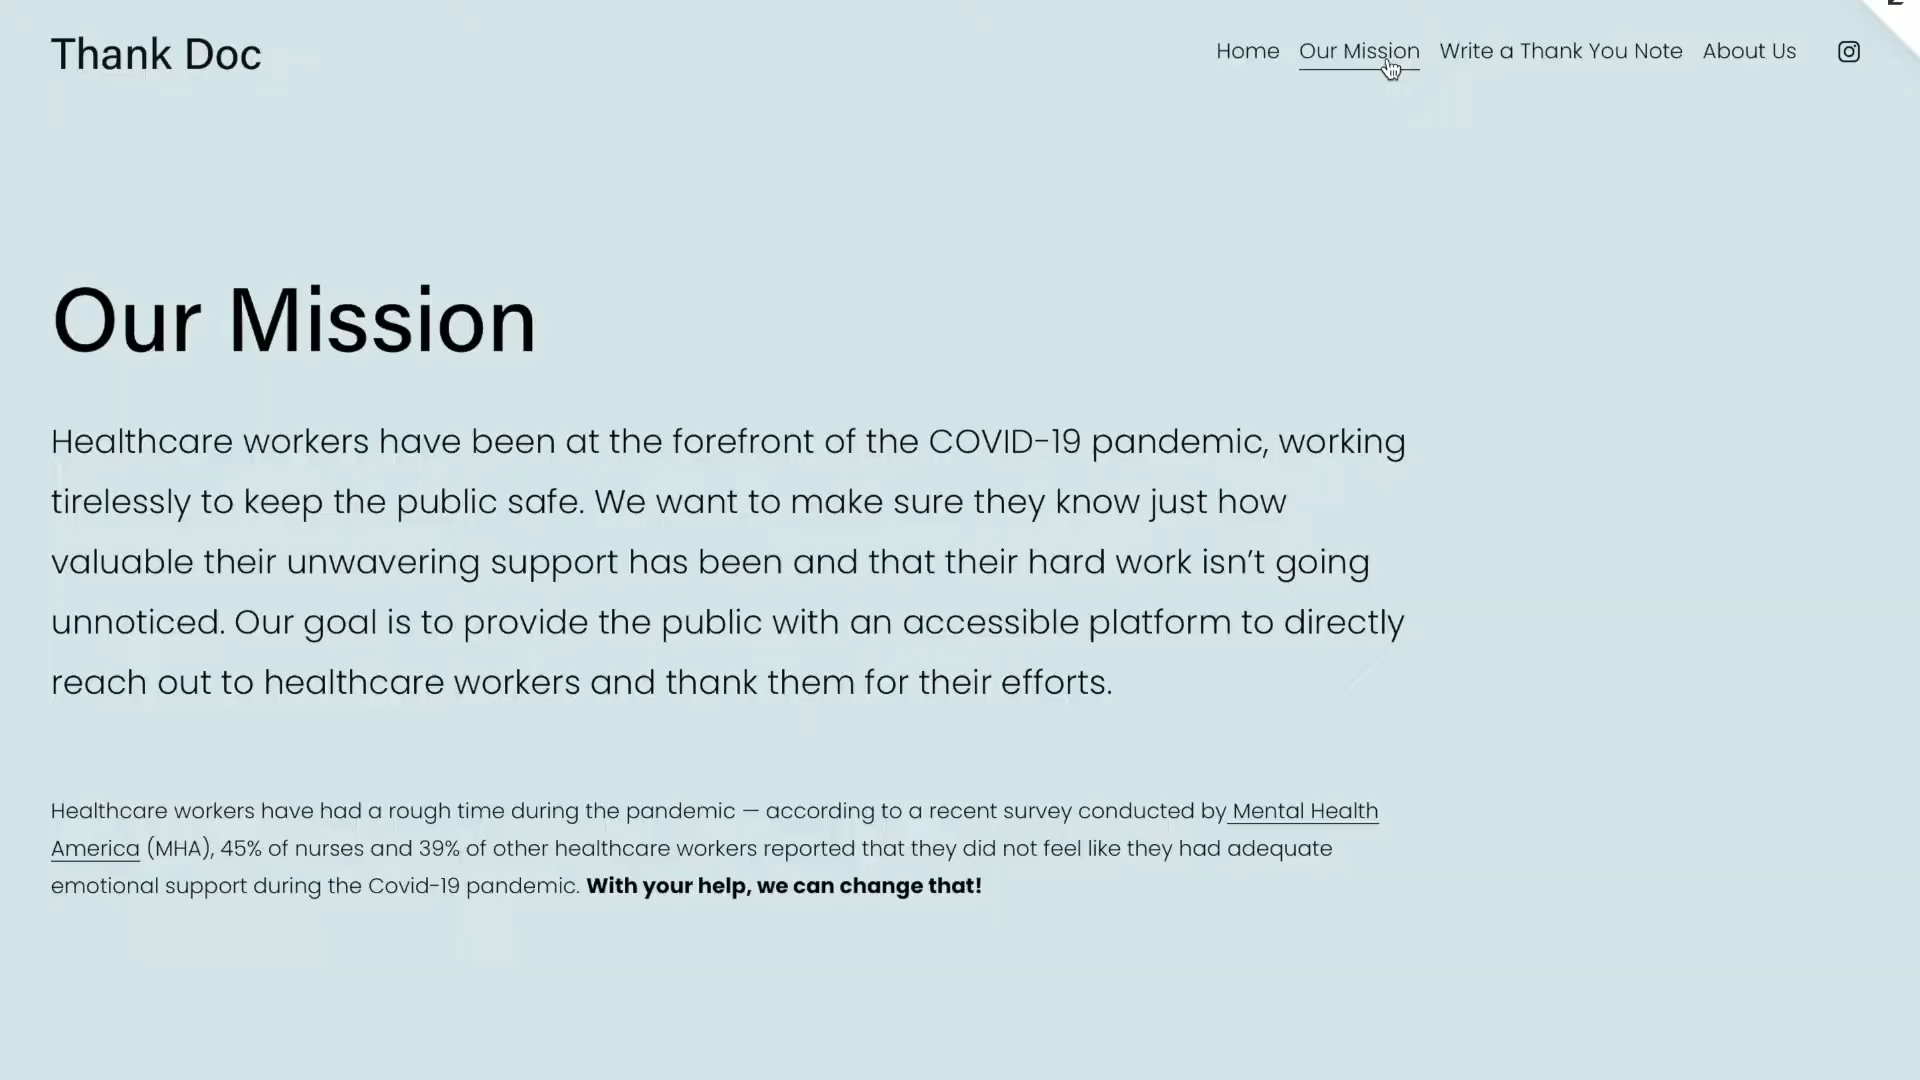 Thank Doc
Home Our Mission Write a Thank You Note About Us
Our Mission
Healthcare workers have been at the forefront of the COVID-19 pandemic, working
tirelessly to keep the public safe. We want to make sure they know just how
valuable their unwavering support has been and that their hard work isn’t going
unnoticed. Our goal is to provide the public with an accessible platform to directly
reach out to healthcare workers and thank them for their efforts.
Healthcare workers have had a rough time during the pandemic — according to a recent survey conducted by Mental Health
America (MHA), 45% of nurses and 39% of other healthcare workers reported that they did not feel like they had adequate
emotional support during the Covid-19 pandemic. With your help, we can change that!